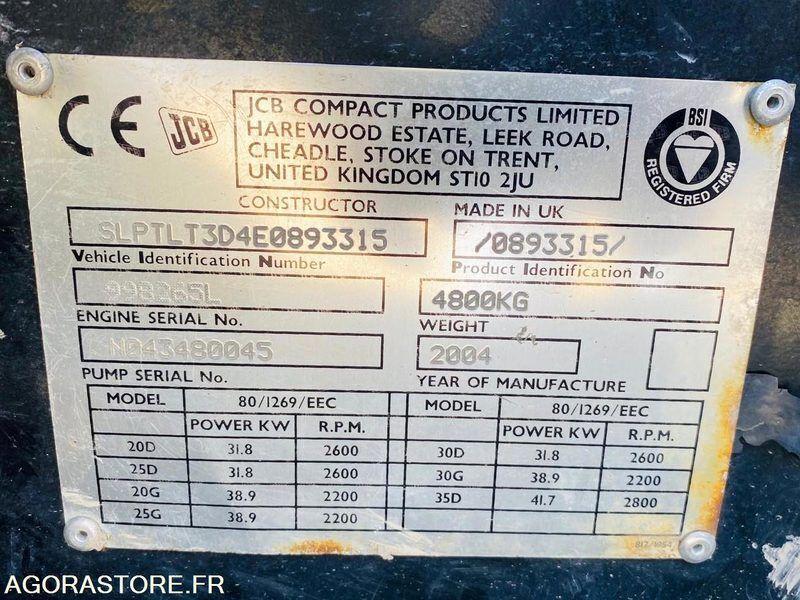 CE
JCB
JCB COMPACT PRODUCTS LIMITED
HAREWOOD ESTATE, LEEK ROAD,
CHEADLE, STOKE ON TRENT,
UNITED KINGDOM ST10 2JU
BSI
REGISTERED FIRM
CONSTRUCTOR MADE IN UK
SLPTLT3D4E0893315 /0893315/
Vehicle Identification Number Product Identification No
4800KG
ENGINE SERIAL No. WEIGHT
N043480045 2004
PUMP SERIAL No. YEAR OF MANUFACTURE
MODEL 80/1269/EEC MODEL 80/1269/EEC
POWER KW R.P.M. POWER KW R.P.M.
20D 31.8 2600 30D 31.8 2600
25D 31.8 2600 30G 38.9 2200
20G 38.9 2200 35D 41.7 2800
25G 38.9 2200
AGORASTORE.FR